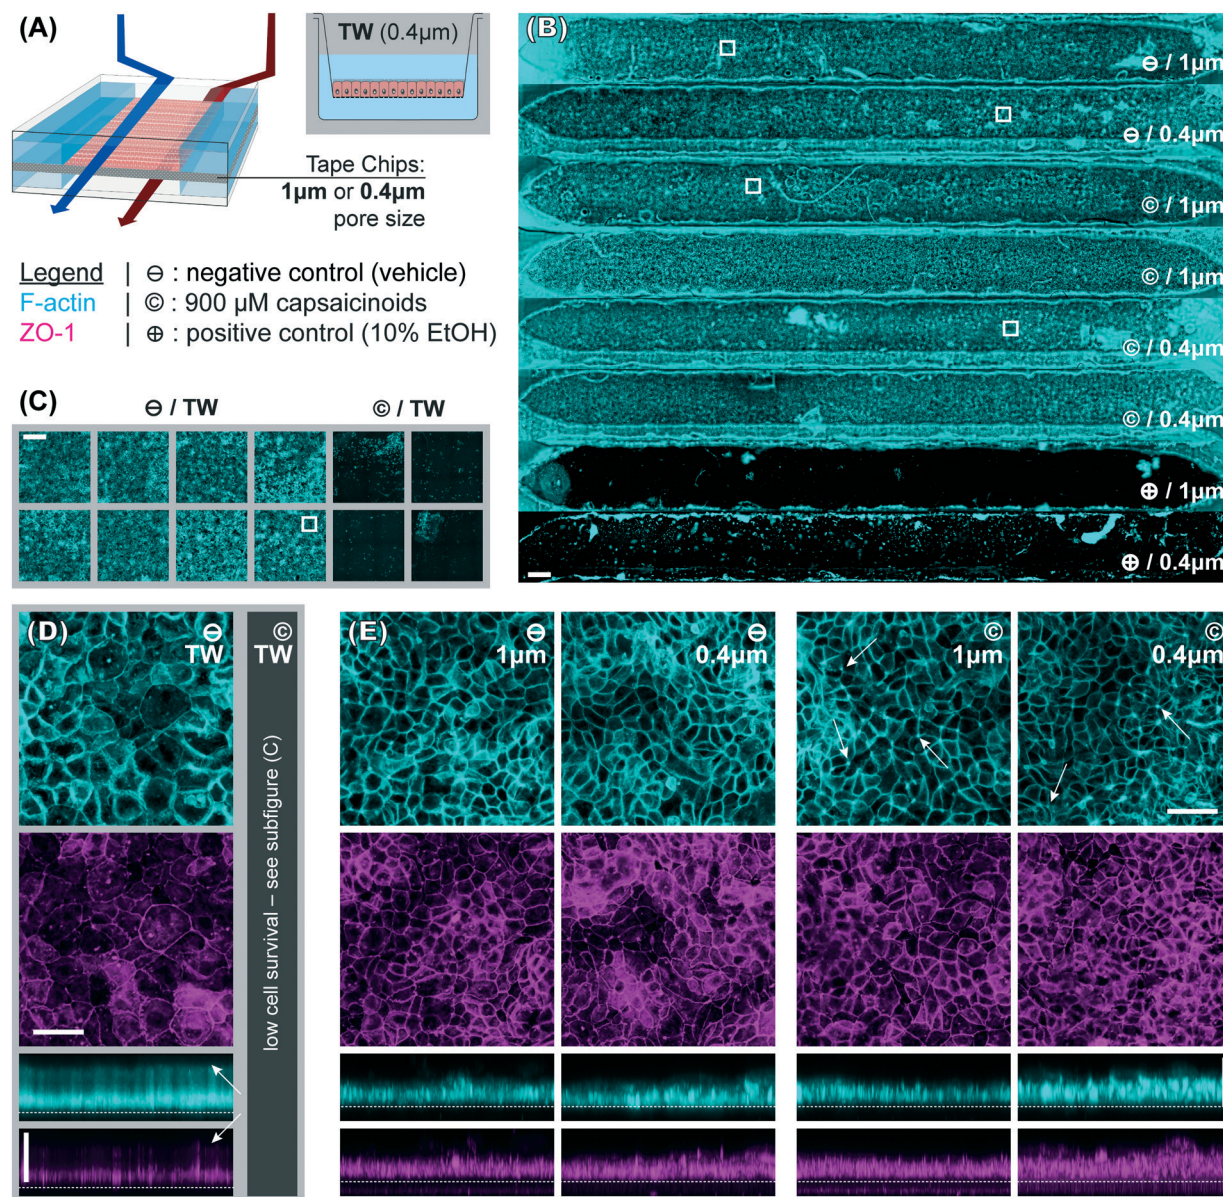 (A)
TW (0.4µm)
Tape Chips:
1µm or 0.4µm
pore size
Legend | ⊖ : negative control (vehicle)
F-actin | © : 900 µM capsaicinoids
ZO-1 | ⊕ : positive control (10% EtOH)
(B)
⊖ / 1µm
⊖ / 0.4µm
© / 1µm
© / 1µm
© / 0.4µm
© / 0.4µm
⊕ / 1µm
⊕ / 0.4µm
(C)
⊖ / TW
© / TW
(D)
⊖
TW
©
TW
low cell survival – see subfigure (C)
(E)
⊖
1µm
⊖
0.4µm
©
1µm
©
0.4µm